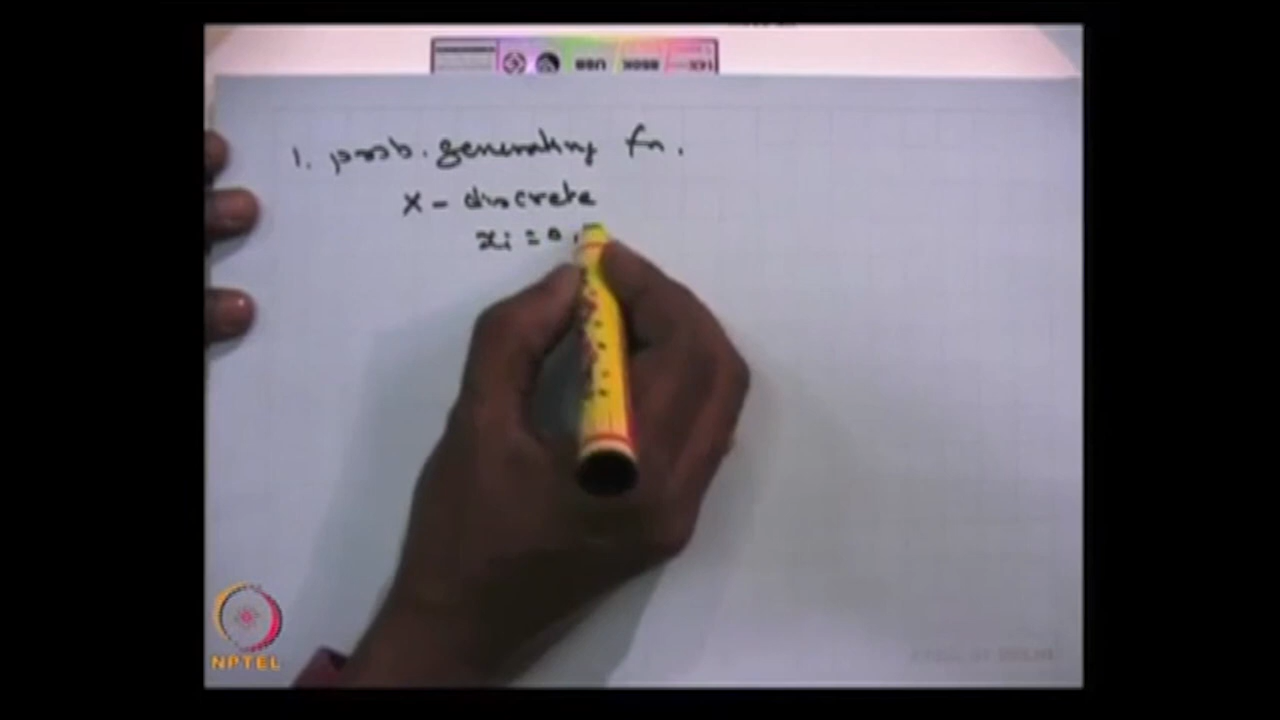 1. prob. generating fn.
X - discrete
xi = 0,
NPTEL